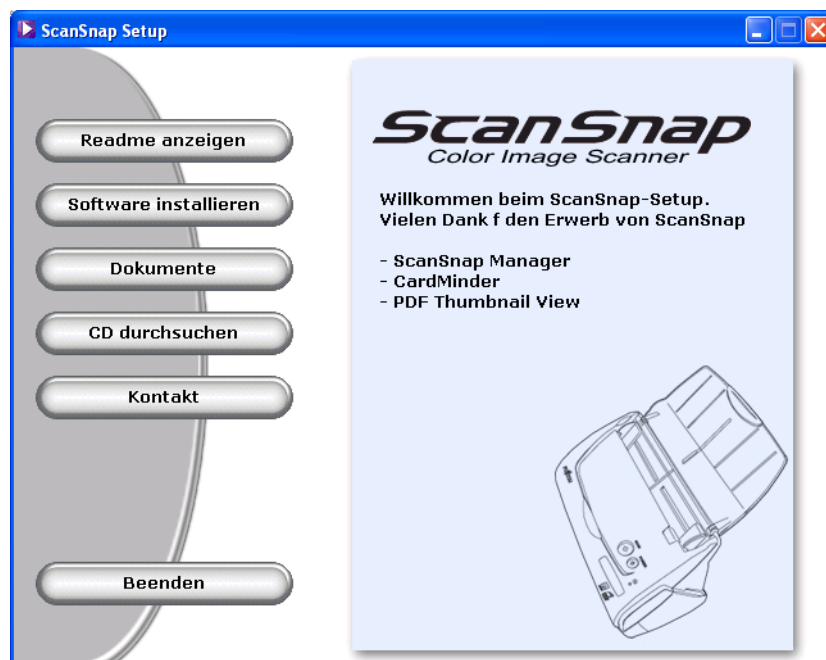 ScanSnap Setup
Readme anzeigen
Software installieren
Dokumente
CD durchsuchen
Kontakt
Beenden
ScanSnap
Color Image Scanner
Willkommen beim ScanSnap-Setup.
Vielen Dank f den Erwerb von ScanSnap
- ScanSnap Manager
- CardMinder
- PDF Thumbnail View